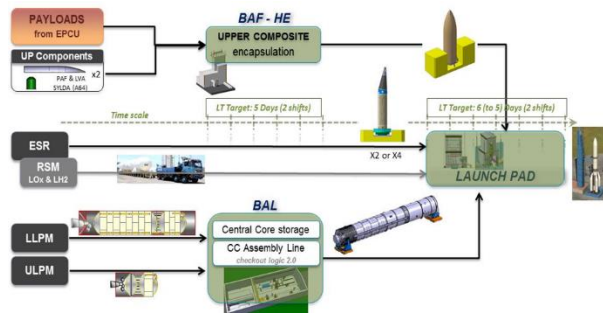 PAYLOADS
from EPCU
UP Components
x2
PAF & LVA
SYLDA (A64)
BAF - HE
UPPER COMPOSITE
encapsulation
Time scale
LT Target: 5 Days (2 shifts)
LT Target: 6 (to 5) Days (2 shifts)
ESR
RSM
LOx & LH2
X2 or X4
LAUNCH PAD
BAL
LLPM
ULPM
Central Core storage
CC Assembly Line
checkout logic 2.0